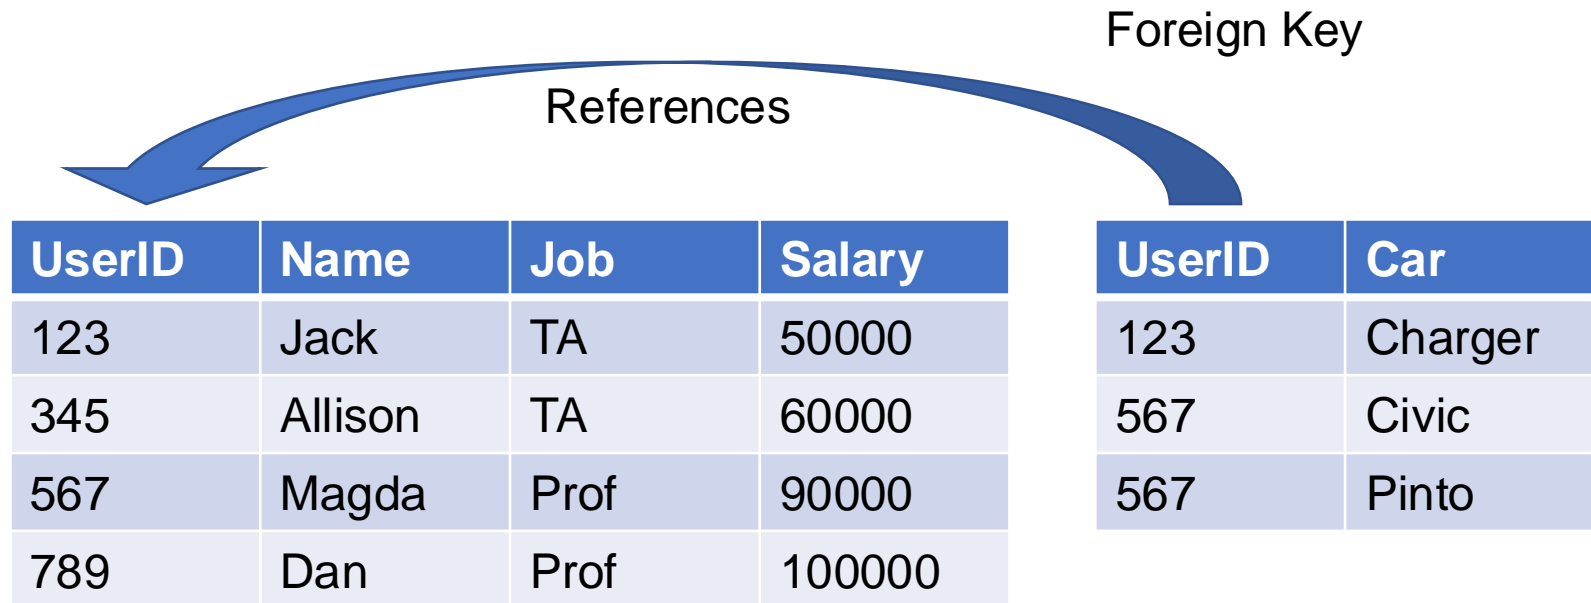 Foreign Key
References
UserID Name Job Salary
123 Jack TA 50000
345 Allison TA 60000
567 Magda Prof 90000
789 Dan Prof 100000
UserID Car
123 Charger
567 Civic
567 Pinto